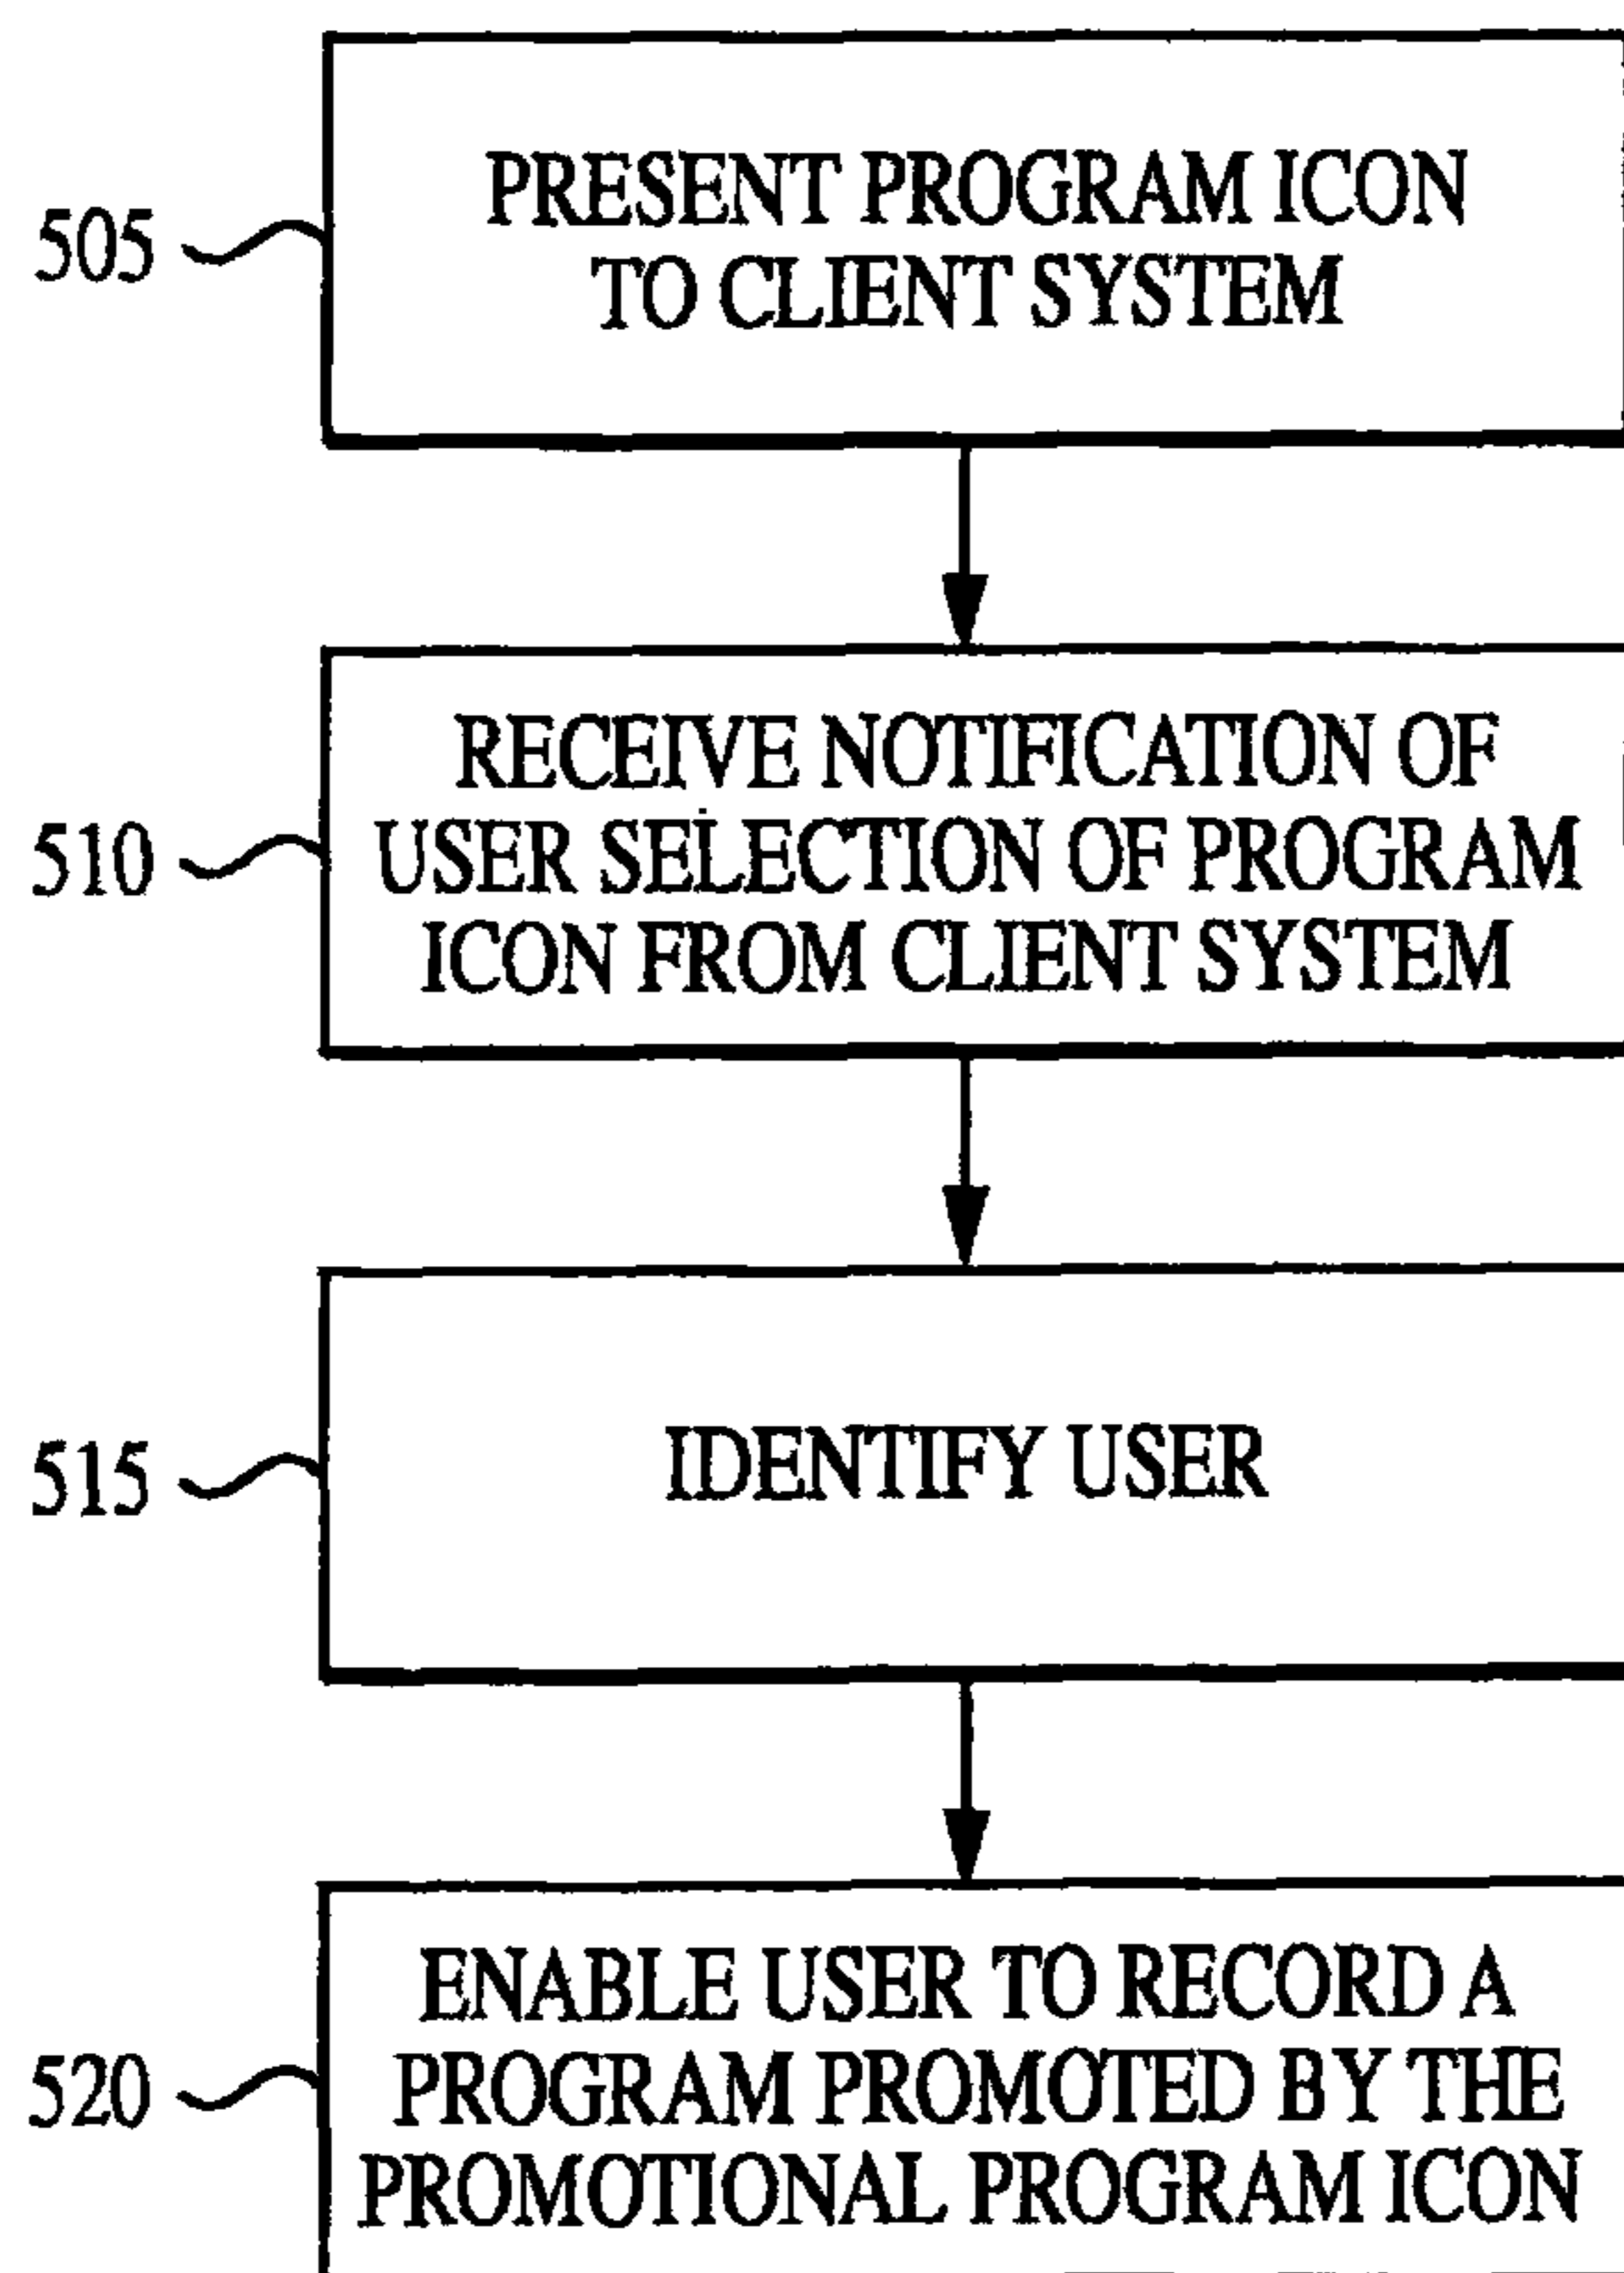 PRESENT PROGRAM ICON
TO CLIENT SYSTEM
505
RECEIVE NOTIFICATION OF
USER SELECTION OF PROGRAM
ICON FROM CLIENT SYSTEM
510
IDENTIFY USER
515
ENABLE USER TO RECORD A
PROGRAM PROMOTED BY THE
PROMOTIONAL PROGRAM ICON
520